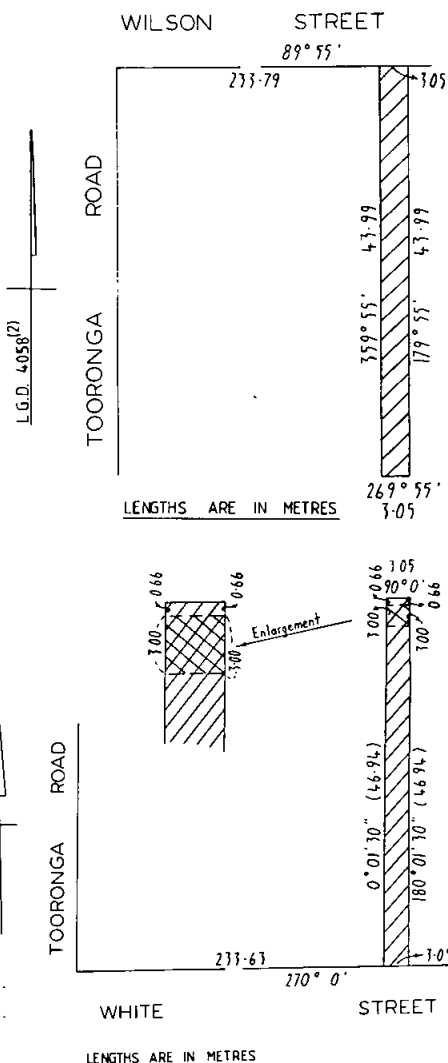 WILSON STREET
89° 55'
233.79
3.05
ROAD
TOORONGA
L.G.D. 4058(2)
43.99
359° 55'
43.99
179° 55'
269° 55'
3.05
LENGTHS ARE IN METRES
0.66
0.66
3.00
3.00
Enlargement
3.05
90° 0'
0.66
0.66
3.00
3.00
ROAD
TOORONGA
0° 01' 30" (46.94)
180° 01' 30" (46.94)
233.63
270° 0'
WHITE STREET
LENGTHS ARE IN METRES